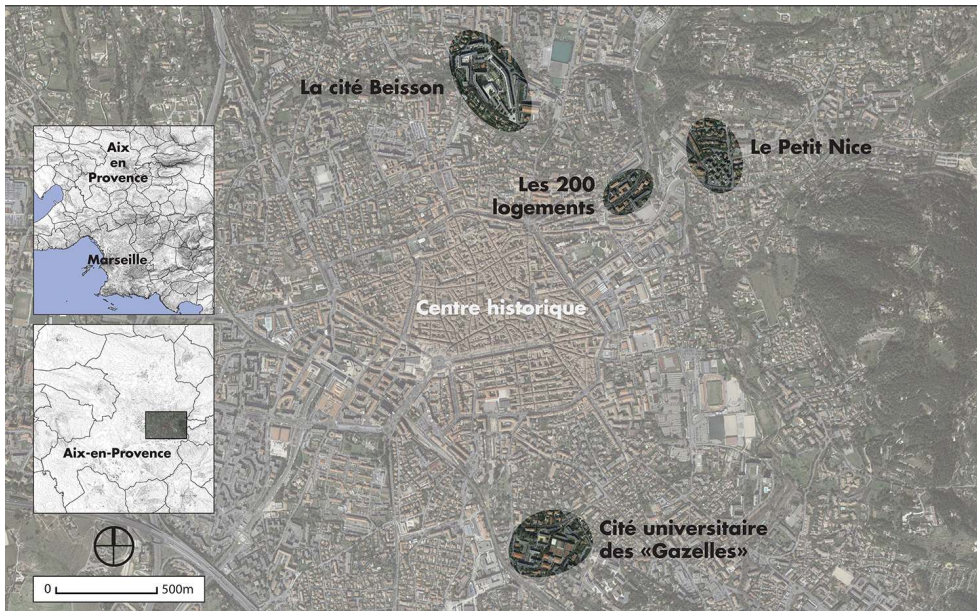 La cité Beisson
Le Petit Nice
Les 200
logements
Centre historique
Cité universitaire
des «Gazelles»
Aix
en
Provence
Marseille
Aix-en-Provence
0
500m